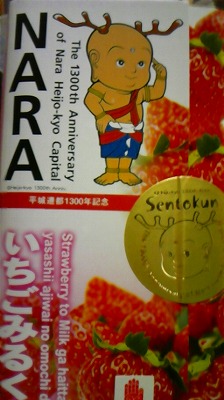 NARA
The 1300th Anniversary
of Nara Heijo-kyo Capital
平城遷都1300年記念
Sentokun
Strawberry to Milk ga haitta
yasashii ajiwai no omochi d
いちごみるく